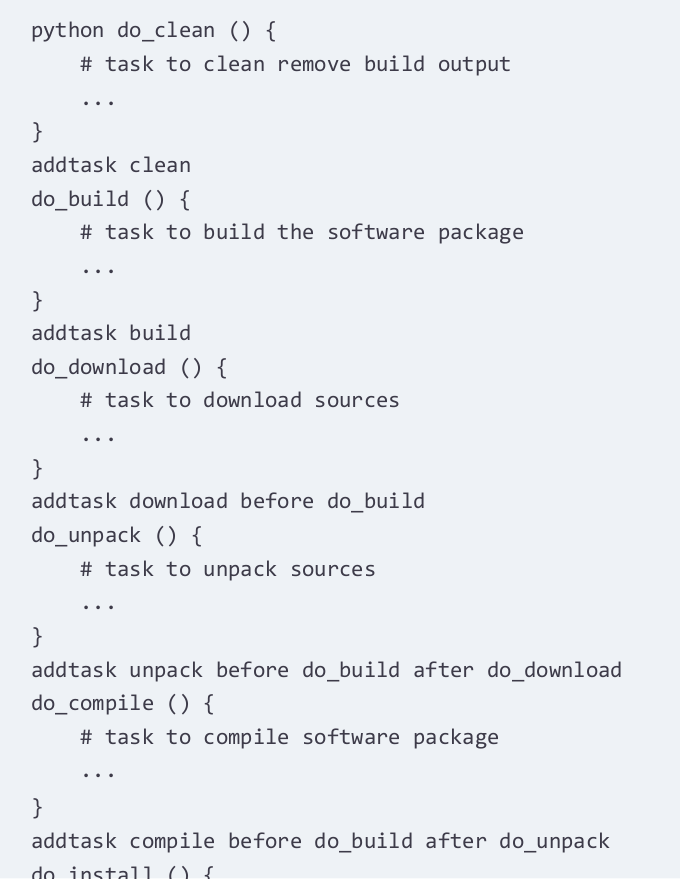 python do_clean () {
    # task to clean remove build output
    ...
}
addtask clean
do_build () {
    # task to build the software package
    ...
}
addtask build
do_download () {
    # task to download sources
    ...
}
addtask download before do_build
do_unpack () {
    # task to unpack sources
    ...
}
addtask unpack before do_build after do_download
do_compile () {
    # task to compile software package
    ...
}
addtask compile before do_build after do_unpack
do_install () {